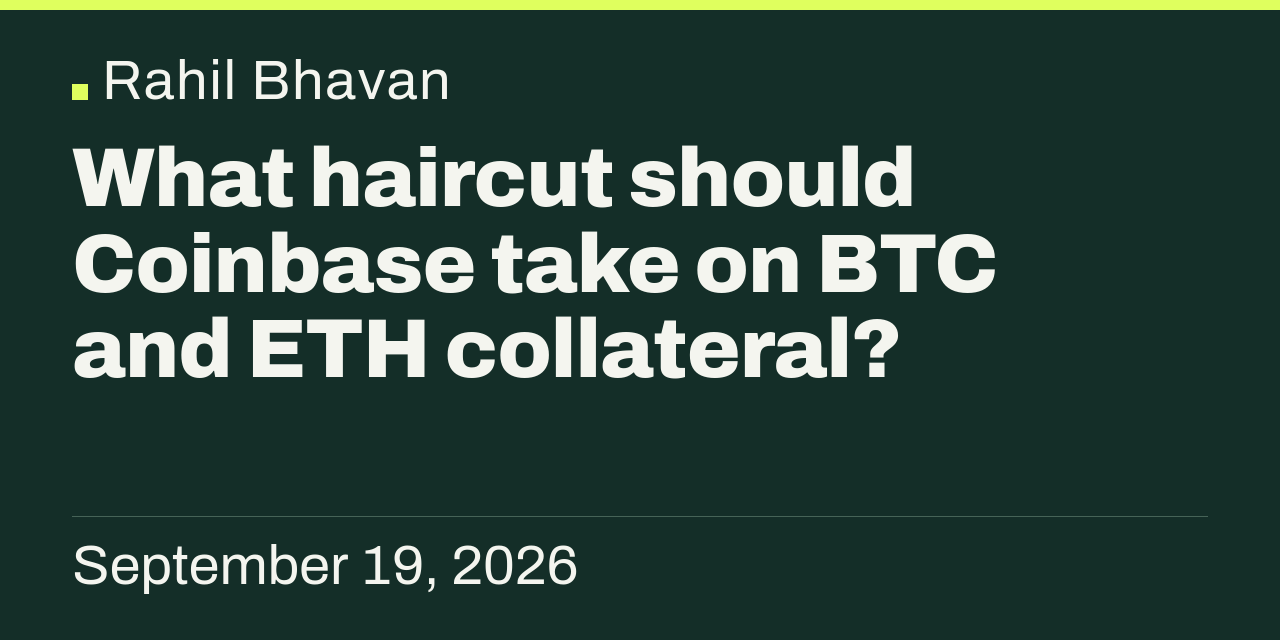 Rahil Bhavan
What haircut should
Coinbase take on BTC
and ETH collateral?
September 19, 2026